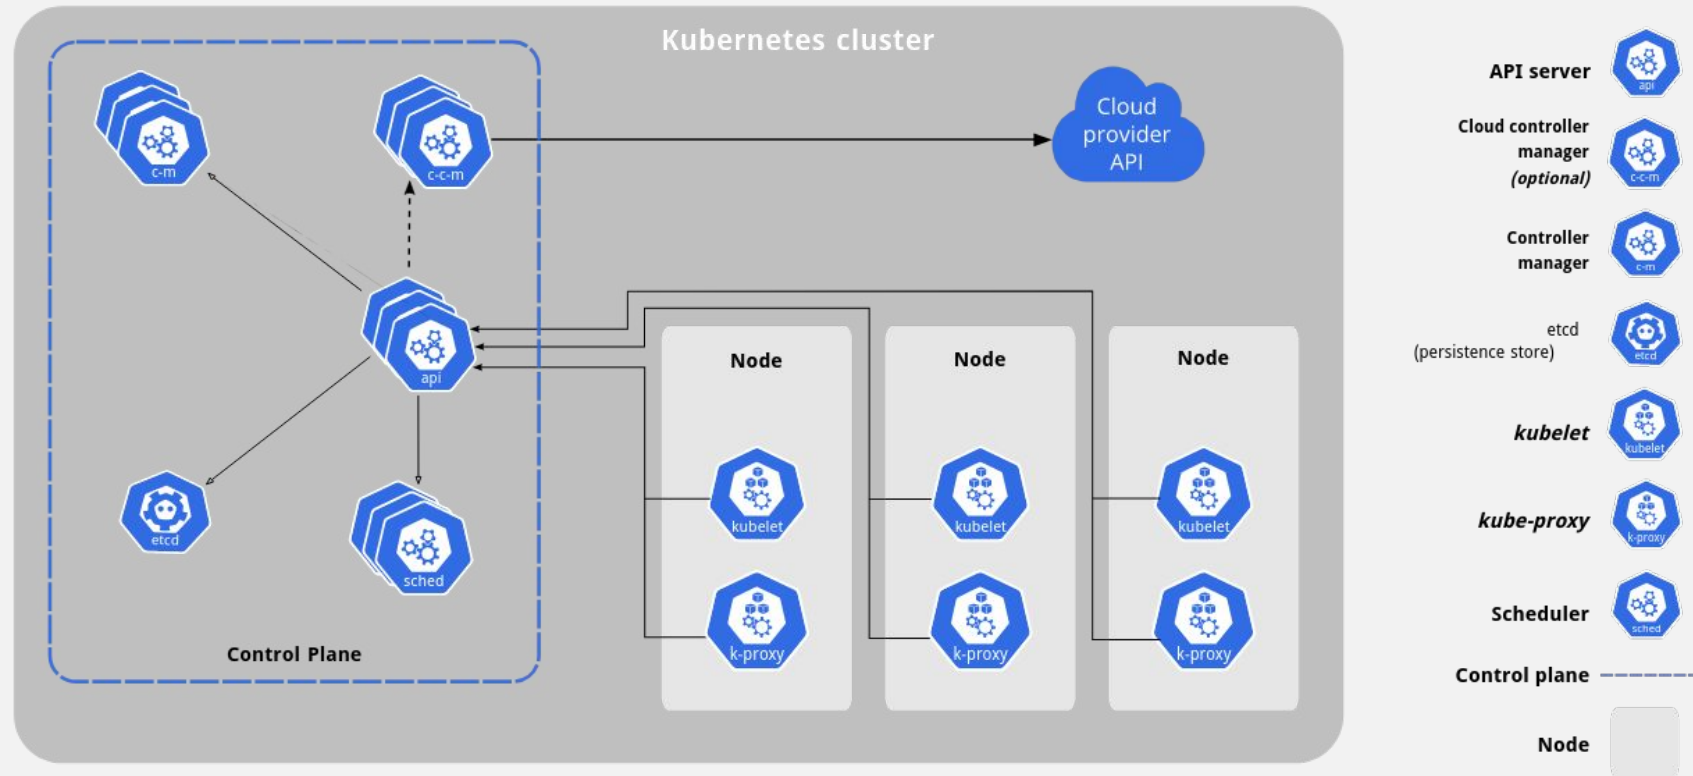 Kubernetes cluster
c-m
c-c-m
Cloud
provider
API
api
etcd
sched
Control Plane
Node
kubelet
k-proxy
Node
kubelet
k-proxy
Node
kubelet
k-proxy
API server
api
Cloud controller
manager
(optional)
c-c-m
Controller
manager
c-m
etcd
(persistence store)
etcd
kubelet
kubelet
kube-proxy
k-proxy
Scheduler
sched
Control plane
Node